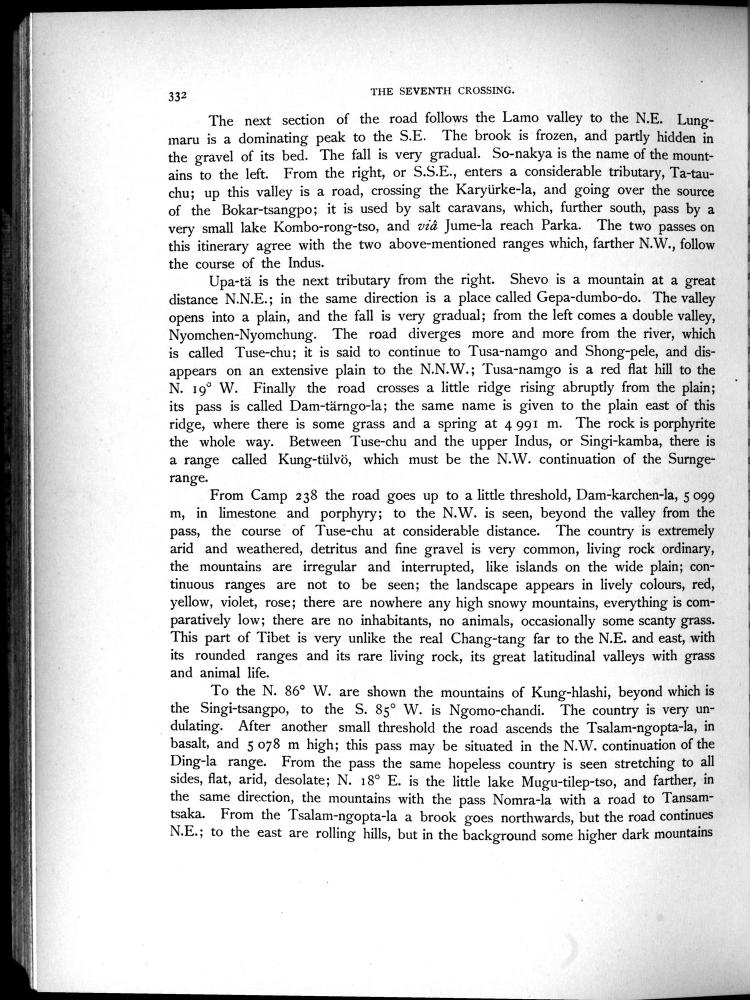 332
THE SEVENTH CROSSING.
The next section of the road follows the Lamo valley to the N.E. Lung-
maru is a dominating peak to the S.E. The brook is frozen, and partly hidden in
the gravel of its bed. The fall is very gradual. So-nakya is the name of the mount-
ains to the left. From the right, or S.S.E., enters a considerable tributary, Ta-tau-
chu; up this valley is a road, crossing the Karyürke-la, and going over the source
of the Bokar-tsangpo; it is used by salt caravans, which, further south, pass by a
very small lake Kombo-rong-tso, and viâ Jume-la reach Parka. The two passes on
this itinerary agree with the two above-mentioned ranges which, farther N.W., follow
the course of the Indus.
Upa-tä is the next tributary from the right. Shevo is a mountain at a great
distance N.N.E.; in the same direction is a place called Gepa-dumbo-do. The valley
opens into a plain, and the fall is very gradual; from the left comes a double valley,
Nyomchen-Nyomchung. The road diverges more and more from the river, which
is called Tuse-chu; it is said to continue to Tusa-namgo and Shong-pele, and dis-
appears on an extensive plain to the N.N.W.; Tusa-namgo is a red flat hill to the
N. 19° W. Finally the road crosses a little ridge rising abruptly from the plain;
its pass is called Dam-tärngo-la; the same name is given to the plain east of this
ridge, where there is some grass and a spring at 4 991 m. The rock is porphyrite
the whole way. Between Tuse-chu and the upper Indus, or Singi-kamba, there is
a range called Kung-tülvö, which must be the N.W. continuation of the Surnge-
range.
From Camp 238 the road goes up to a little threshold, Dam-karchen-la, 5 099
m, in limestone and porphyry; to the N.W. is seen, beyond the valley from the
pass, the course of Tuse-chu at considerable distance. The country is extremely
arid and weathered, detritus and fine gravel is very common, living rock ordinary,
the mountains are irregular and interrupted, like islands on the wide plain; con-
tinuous ranges are not to be seen; the landscape appears in lively colours, red,
yellow, violet, rose; there are nowhere any high snowy mountains, everything is com-
paratively low; there are no inhabitants, no animals, occasionally some scanty grass.
This part of Tibet is very unlike the real Chang-tang far to the N.E. and east, with
its rounded ranges and its rare living rock, its great latitudinal valleys with grass
and animal life.
To the N. 86° W. are shown the mountains of Kung-hlashi, beyond which is
the Singi-tsangpo, to the S. 85° W. is Ngomo-chandi. The country is very un-
dulating. After another small threshold the road ascends the Tsalam-ngopta-la, in
basalt, and 5 078 m high; this pass may be situated in the N.W. continuation of the
Ding-la range. From the pass the same hopeless country is seen stretching to all
sides, flat, arid, desolate; N. 18° E. is the little lake Mugu-tilep-tso, and farther, in
the same direction, the mountains with the pass Nomra-la with a road to Tansam-
tsaka. From the Tsalam-ngopta-la a brook goes northwards, but the road continues
N.E.; to the east are rolling hills, but in the background some higher dark mountains